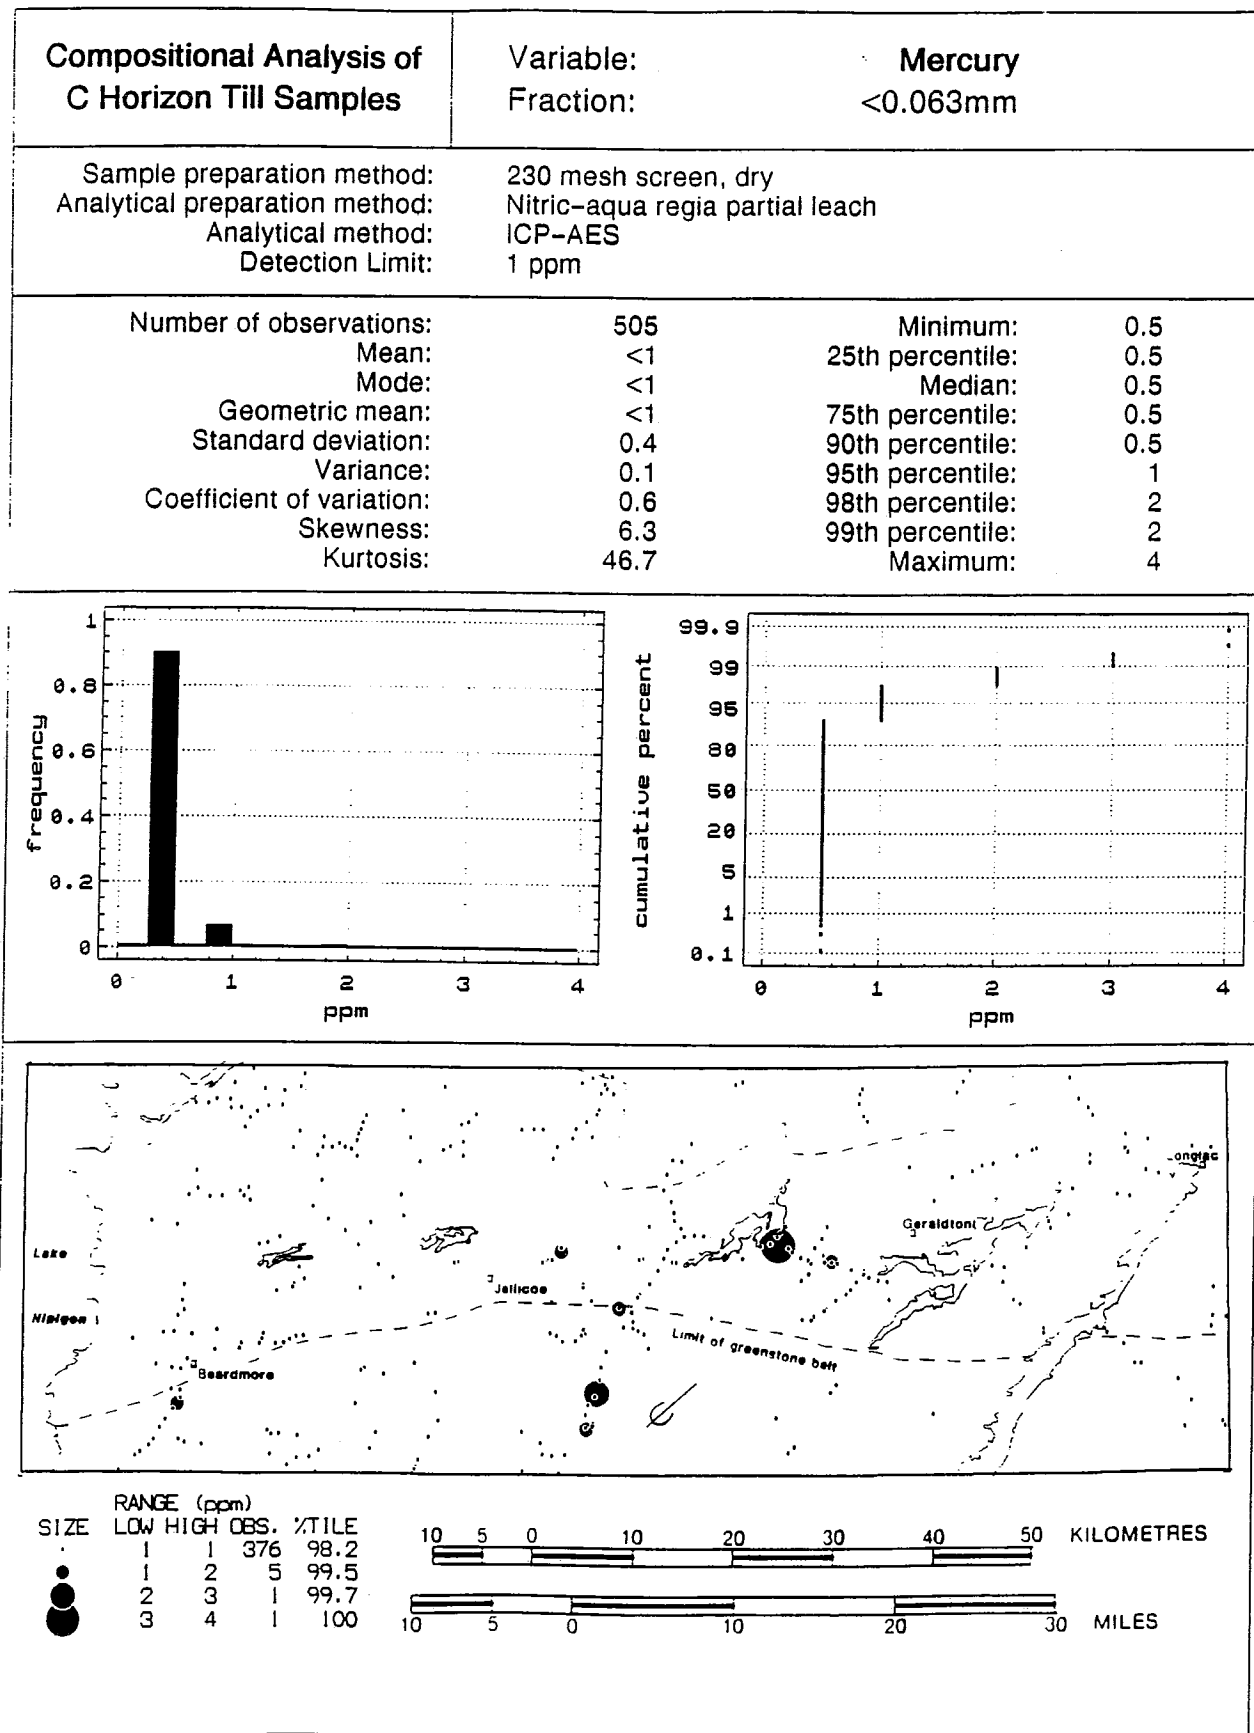 Compositional Analysis of
C Horizon Till Samples
Variable: Mercury
Fraction: <0.063mm
Sample preparation method: 230 mesh screen, dry
Analytical preparation method: Nitric-aqua regia partial leach
Analytical method: ICP-AES
Detection Limit: 1 ppm
Number of observations: 505 Minimum: 0.5
Mean: <1 25th percentile: 0.5
Mode: <1 Median: 0.5
Geometric mean: <1 75th percentile: 0.5
Standard deviation: 0.4 90th percentile: 0.5
Variance: 0.1 95th percentile: 1
Coefficient of variation: 0.6 98th percentile: 2
Skewness: 6.3 99th percentile: 2
Kurtosis: 46.7 Maximum: 4
1
0.8
0.6
0.4
0.2
0
frequency
0 1 2 3 4
ppm
99.9
99
95
80
50
20
5
1
0.1
cumulative percent
0 1 2 3 4
ppm
onglac
Geraldton
Lake
Jellicoe
Nipigon
Limit of greenstone belt
Beardmore
RANGE (ppm)
SIZE LOW HIGH OBS. %TILE
1 1 376 98.2
1 2 5 99.5
2 3 1 99.7
3 4 1 100
10 5 0 10 20 30 40 50 KILOMETRES
10 5 0 10 20 30 MILES